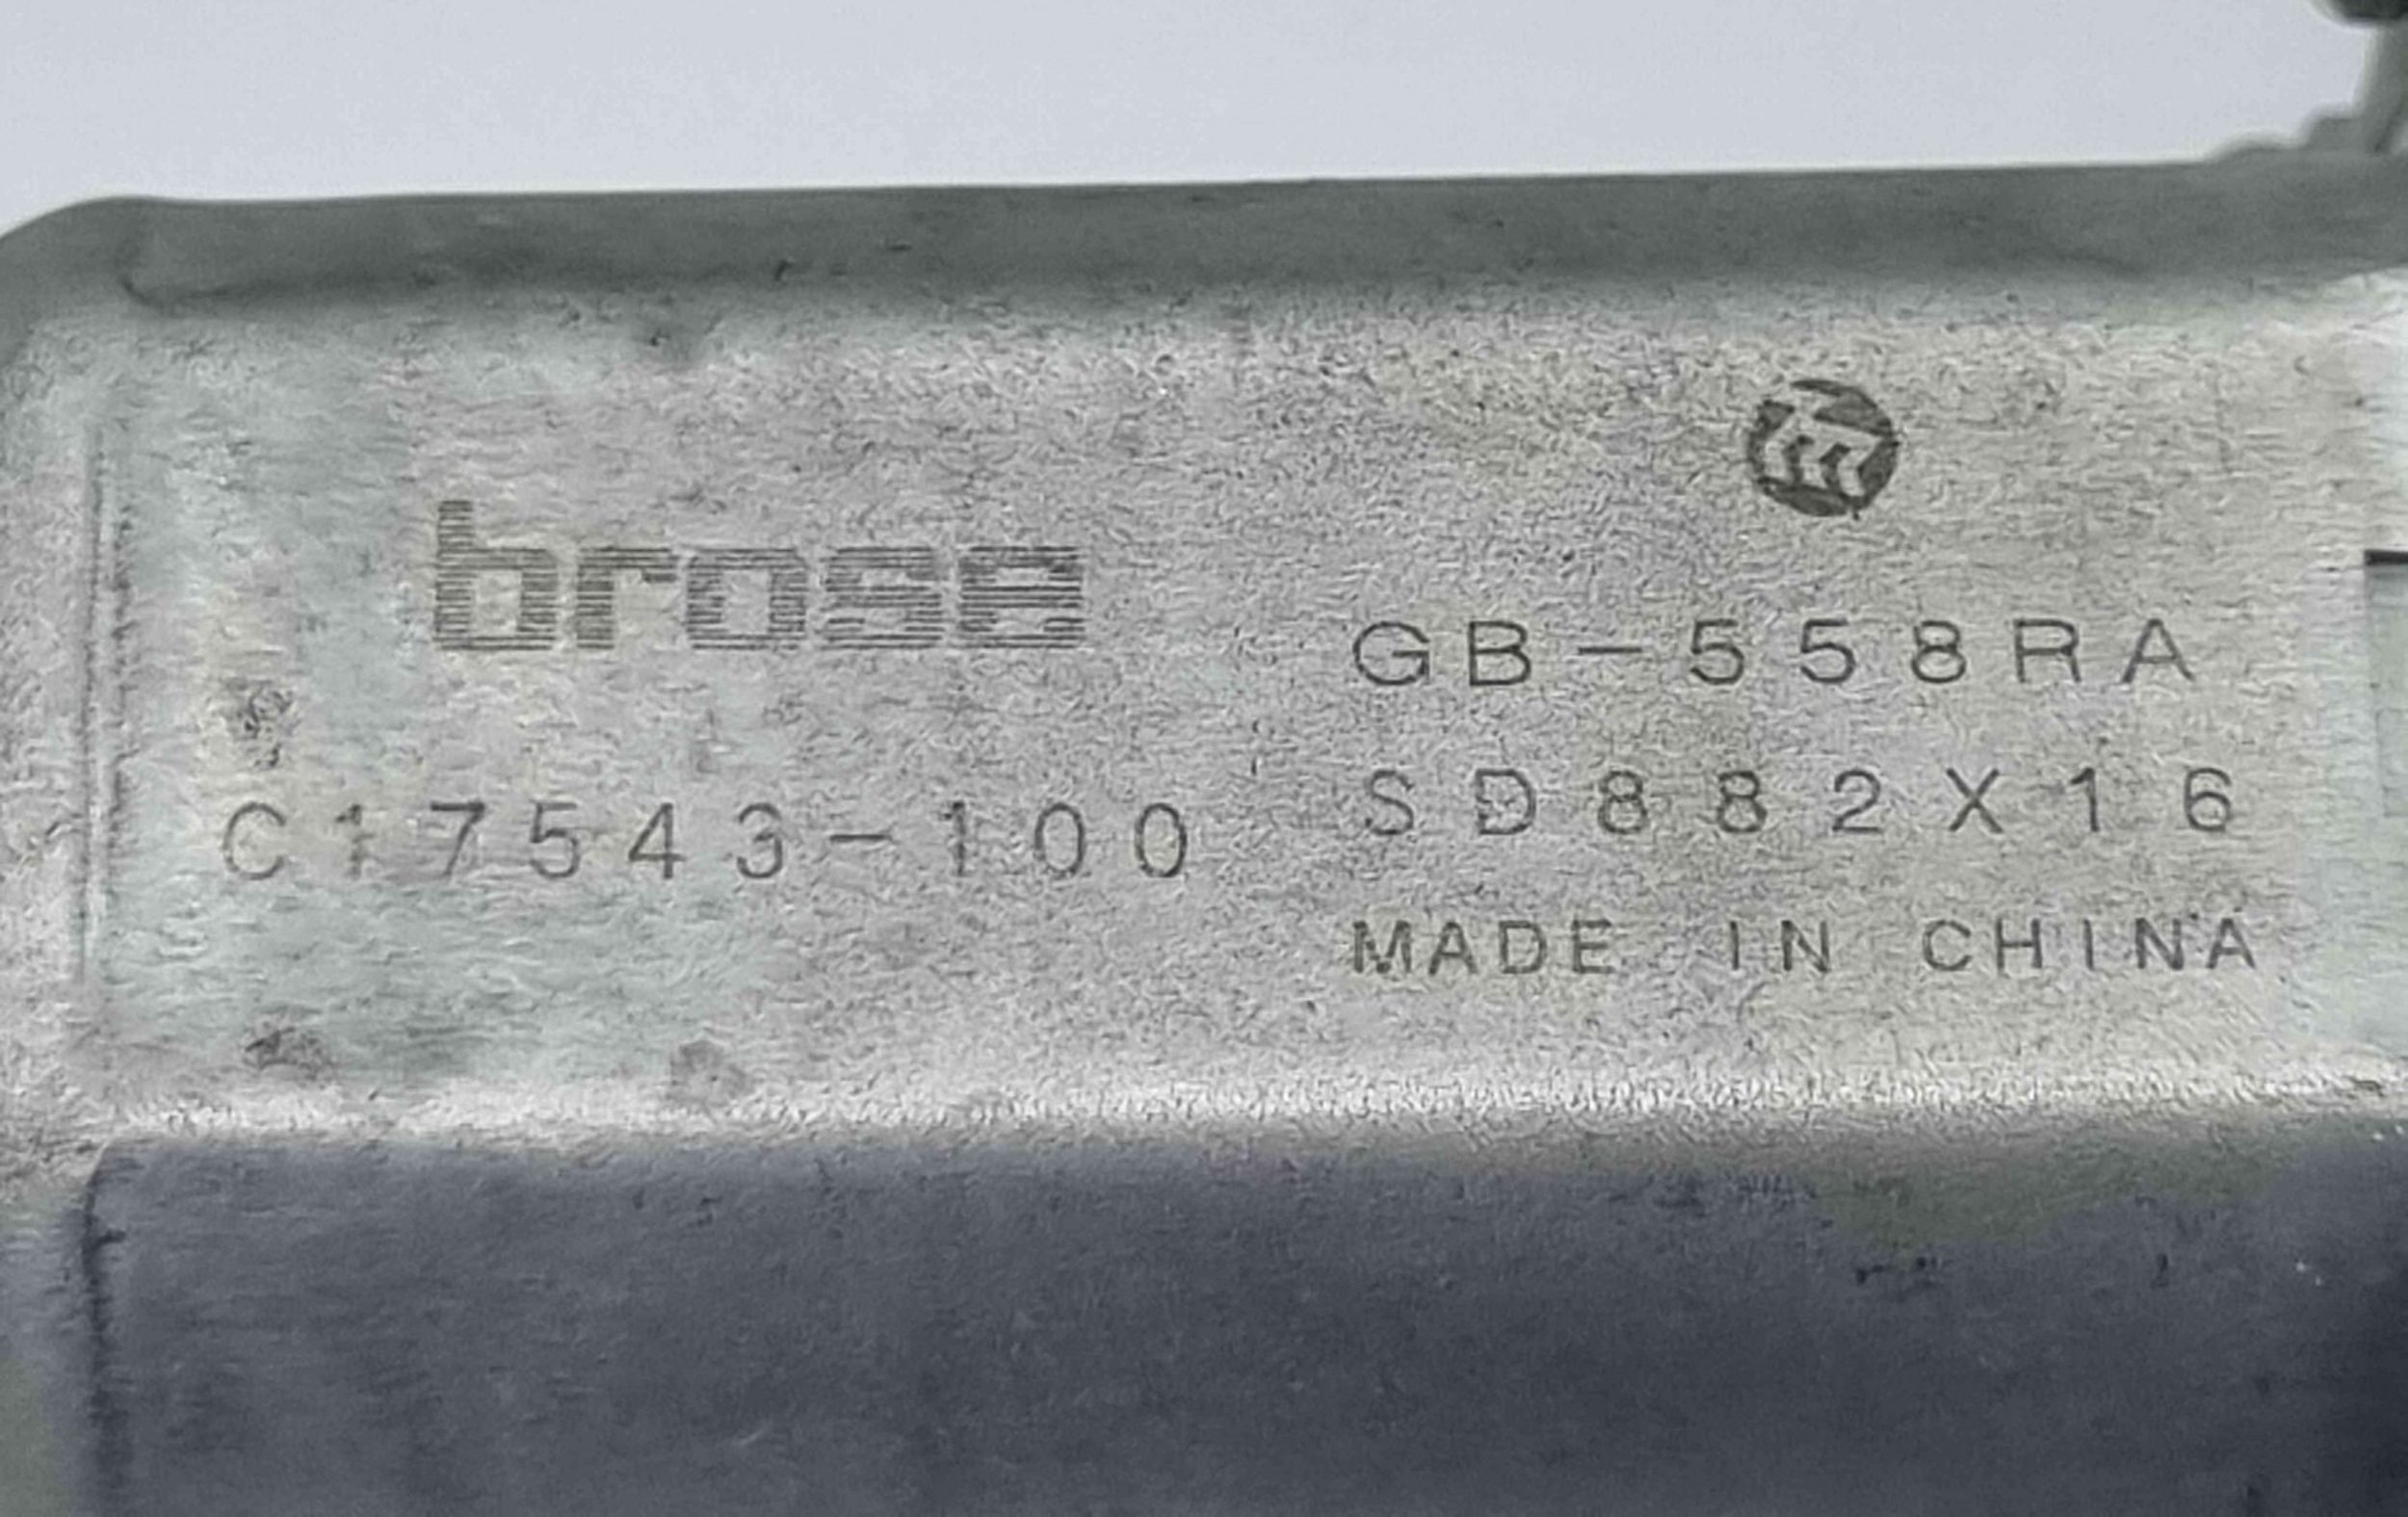 brose
C17543-100
GB-558RA
SD882X16
MADE IN CHINA